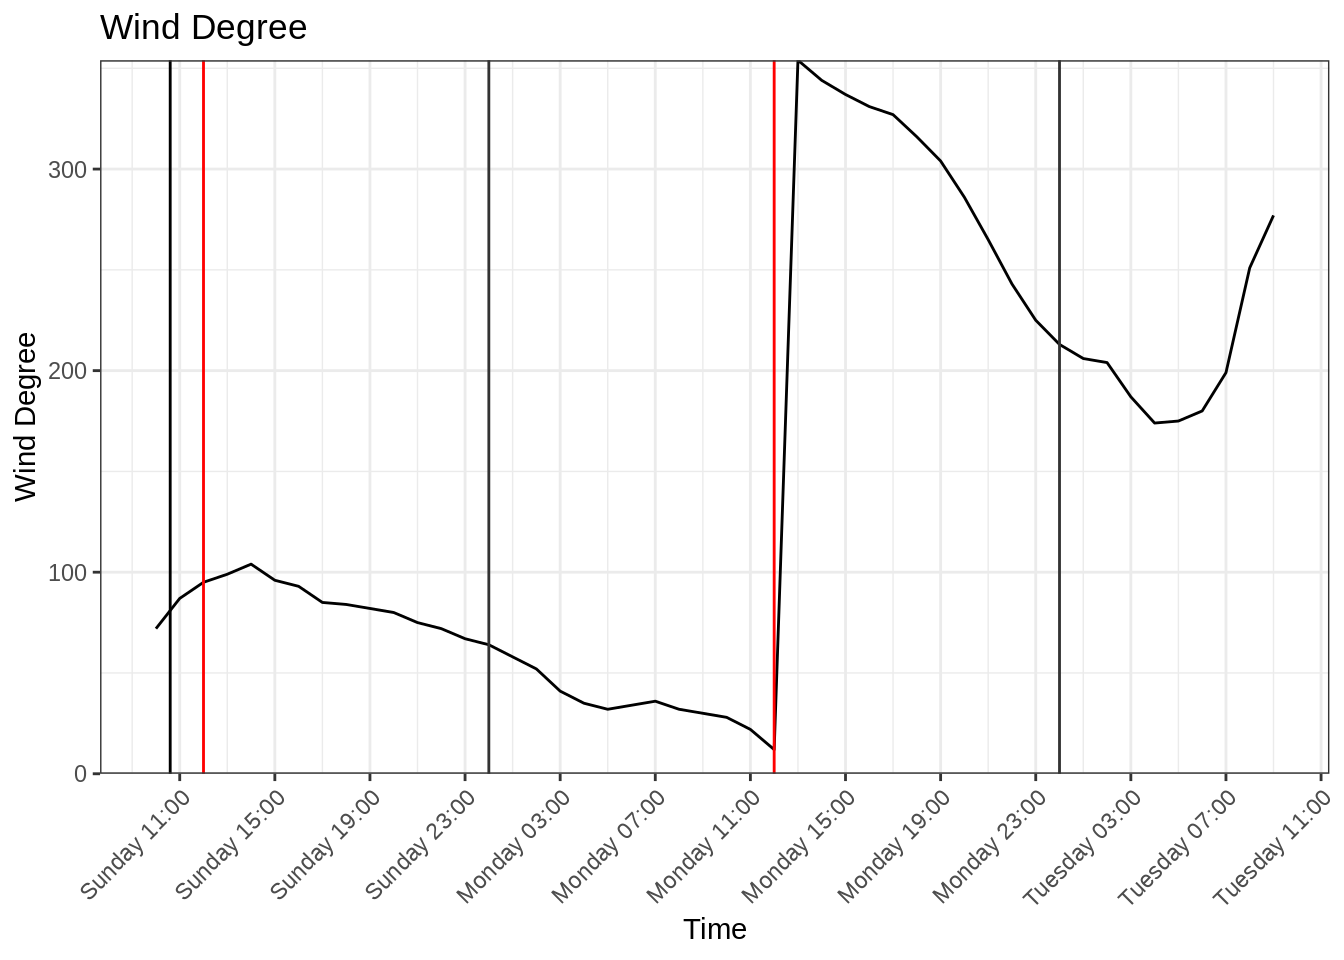 Wind Degree
Wind Degree
300
200
100
0
Sunday 11:00
Sunday 15:00
Sunday 19:00
Sunday 23:00
Monday 03:00
Monday 07:00
Monday 11:00
Monday 15:00
Monday 19:00
Monday 23:00
Tuesday 03:00
Tuesday 07:00
Tuesday 11:00
Time